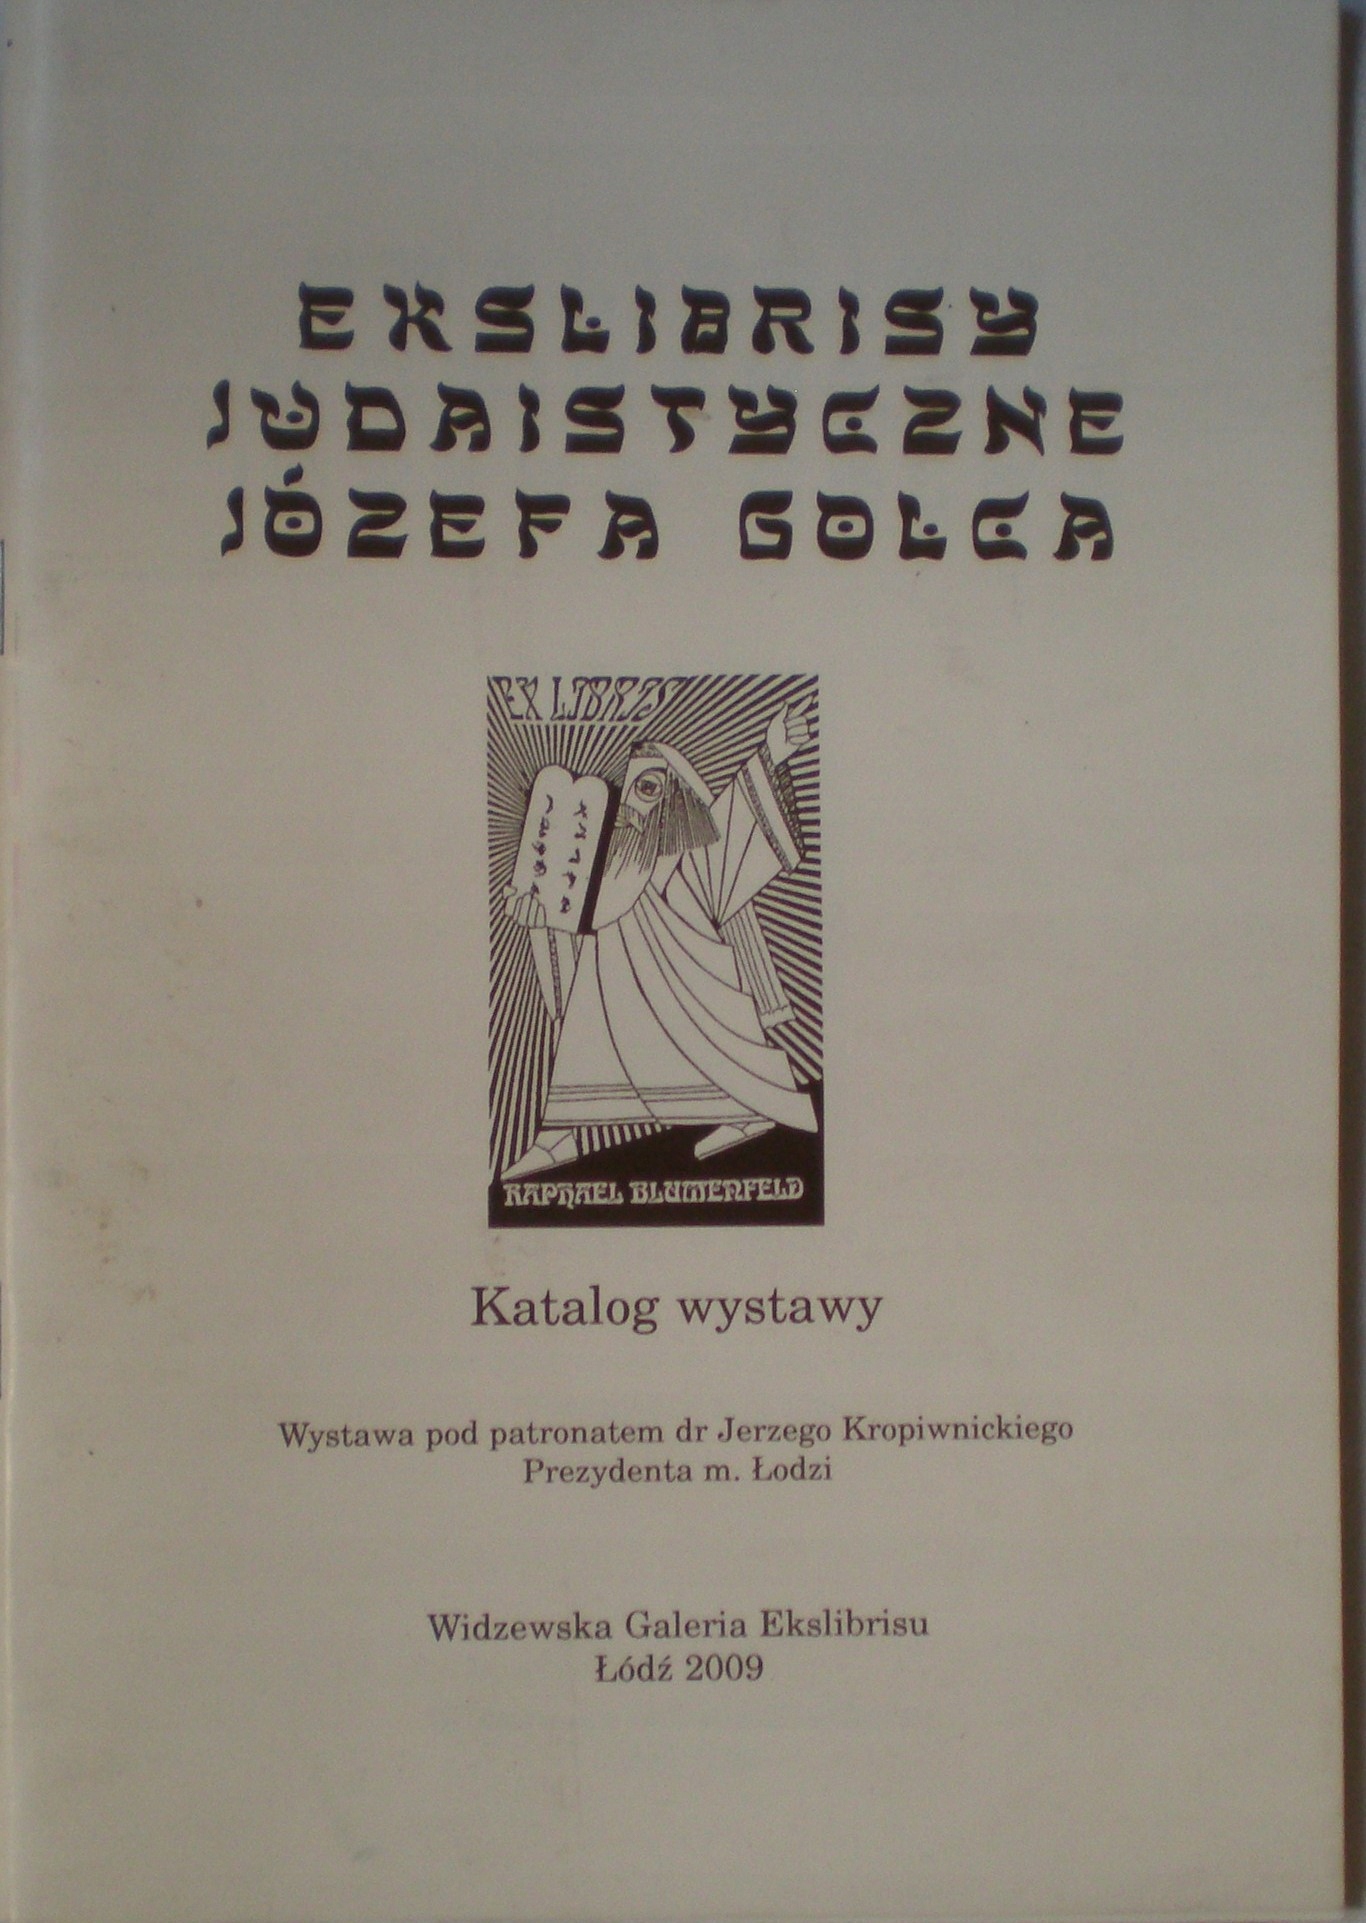 EKSLIBRISY
JUDAISTYCZNE
JÓZEFA GOLCA
EX LIBRIS
RAPHAEL BLUMENFELD
Katalog wystawy
Wystawa pod patronatem dr Jerzego Kropiwnickiego
Prezydenta m. Łodzi
Widzewska Galeria Ekslibrisu
Łódź 2009